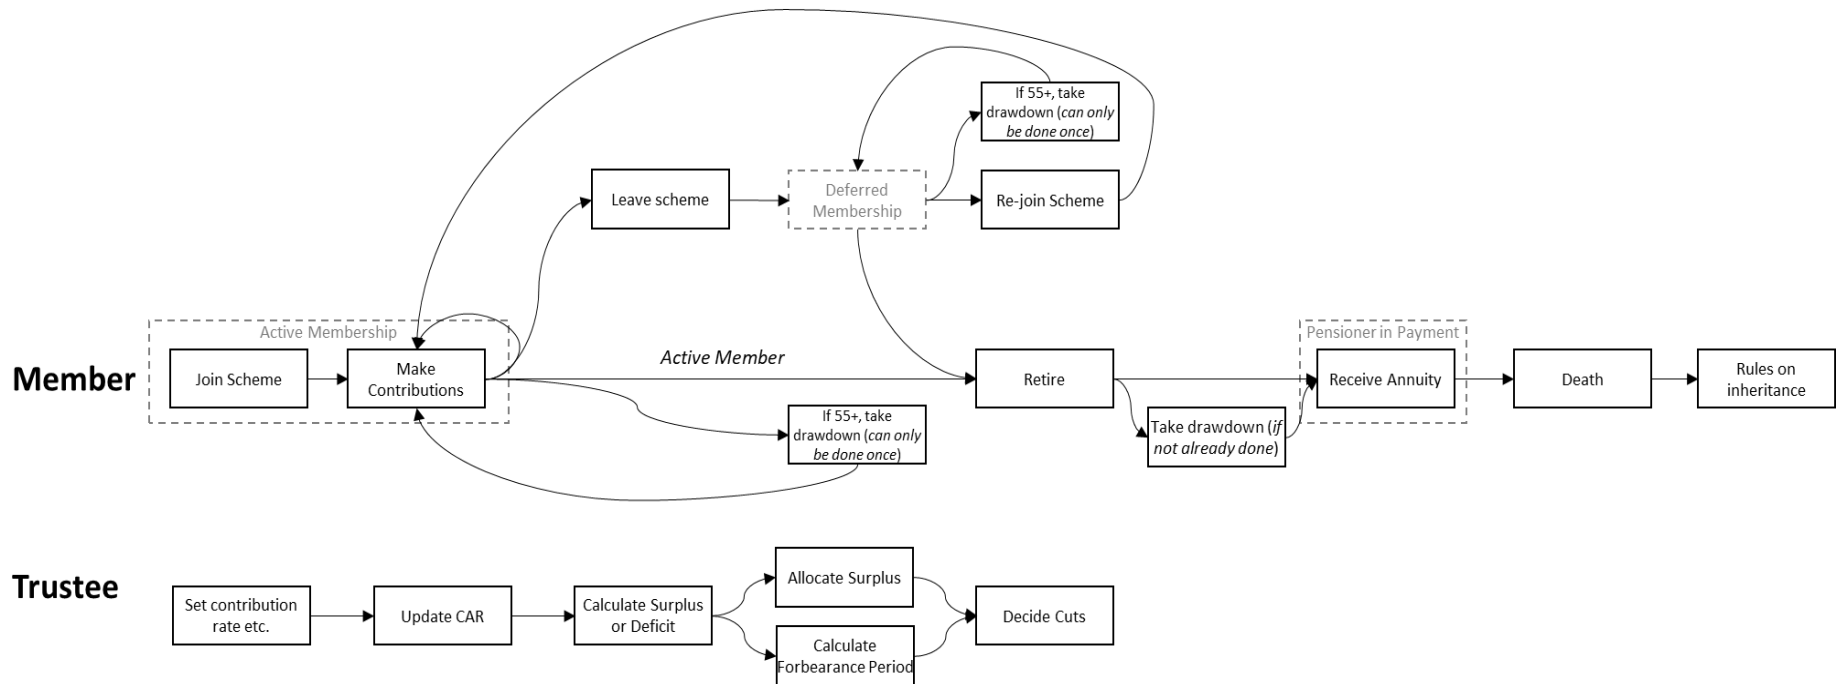 If 55+, take
drawdown (can only
be done once)
Leave scheme
Deferred
Membership
Re-join Scheme
Active Membership
Pensioner in Payment
Member
Join Scheme
Make
Contributions
Active Member
Retire
Receive Annuity
Death
Rules on
inheritance
If 55+, take
drawdown (can only
be done once)
Take drawdown (if
not already done)
Trustee
Set contribution
rate etc.
Update CAR
Calculate Surplus
or Deficit
Allocate Surplus
Calculate
Forbearance Period
Decide Cuts